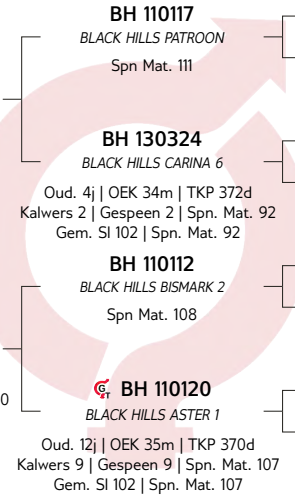 BH 110117
BLACK HILLS PATROON
Spn Mat. 111
BH 130324
BLACK HILLS CARINA 6
Oud. 4j | OEK 34m | TKP 372d
Kalwers 2 | Gespeen 2 | Spn. Mat. 92
Gem. SI 102 | Spn. Mat. 92
BH 110112
BLACK HILLS BISMARK 2
Spn Mat. 108
0
GT BH 110120
BLACK HILLS ASTER 1
Oud. 12j | OEK 35m | TKP 370d
Kalwers 9 | Gespeen 9 | Spn. Mat. 107
Gem. SI 102 | Spn. Mat. 107